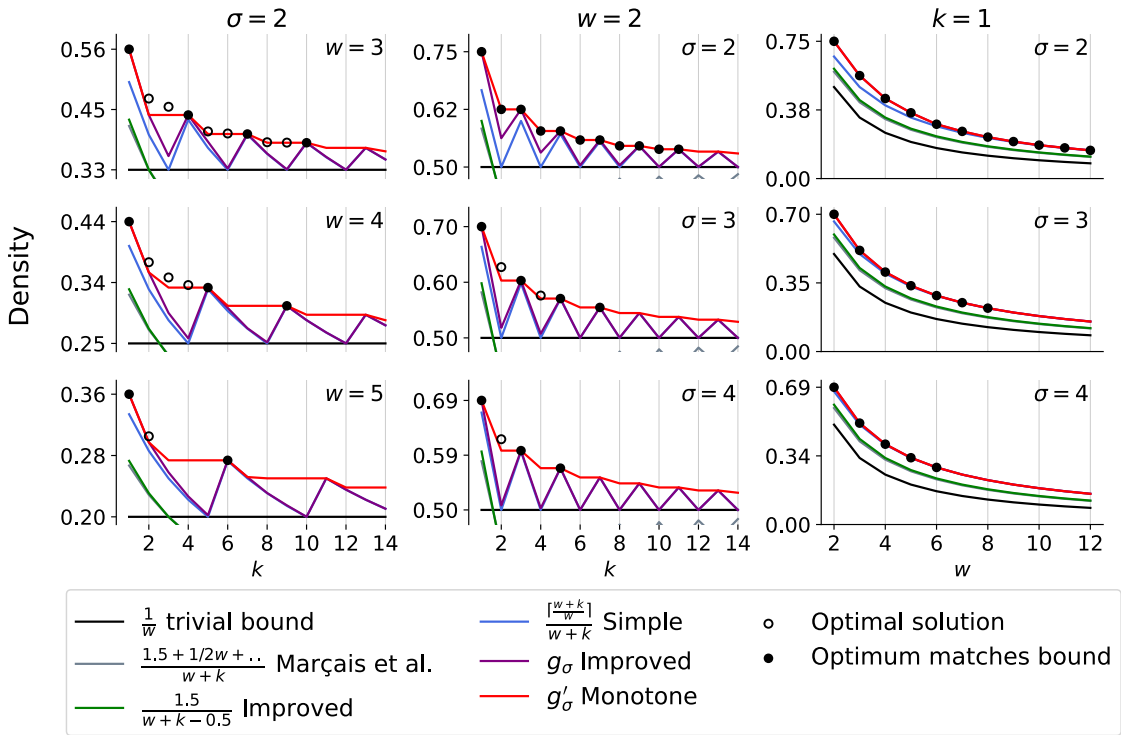 σ = 2 w = 2 k = 1
0.56 w = 3 0.75 σ = 2 0.75 σ = 2
0.45 0.62 0.38
0.33 0.50 0.00
Density
0.44 w = 4 0.70 σ = 3 0.70 σ = 3
0.34 0.60 0.35
0.25 0.50 0.00
0.36 w = 5 0.69 σ = 4 0.69 σ = 4
0.28 0.59 0.34
0.20 0.50 0.00
2 4 6 8 10 12 14 2 4 6 8 10 12 14 2 4 6 8 10 12
k k w
1/w trivial bound
1.5 + 1/2w + .. / w + k Marçais et al.
1.5 / w + k − 0.5 Improved
⌈w+k/w⌉ / w + k Simple
gσ Improved
g′σ Monotone
Optimal solution
Optimum matches bound